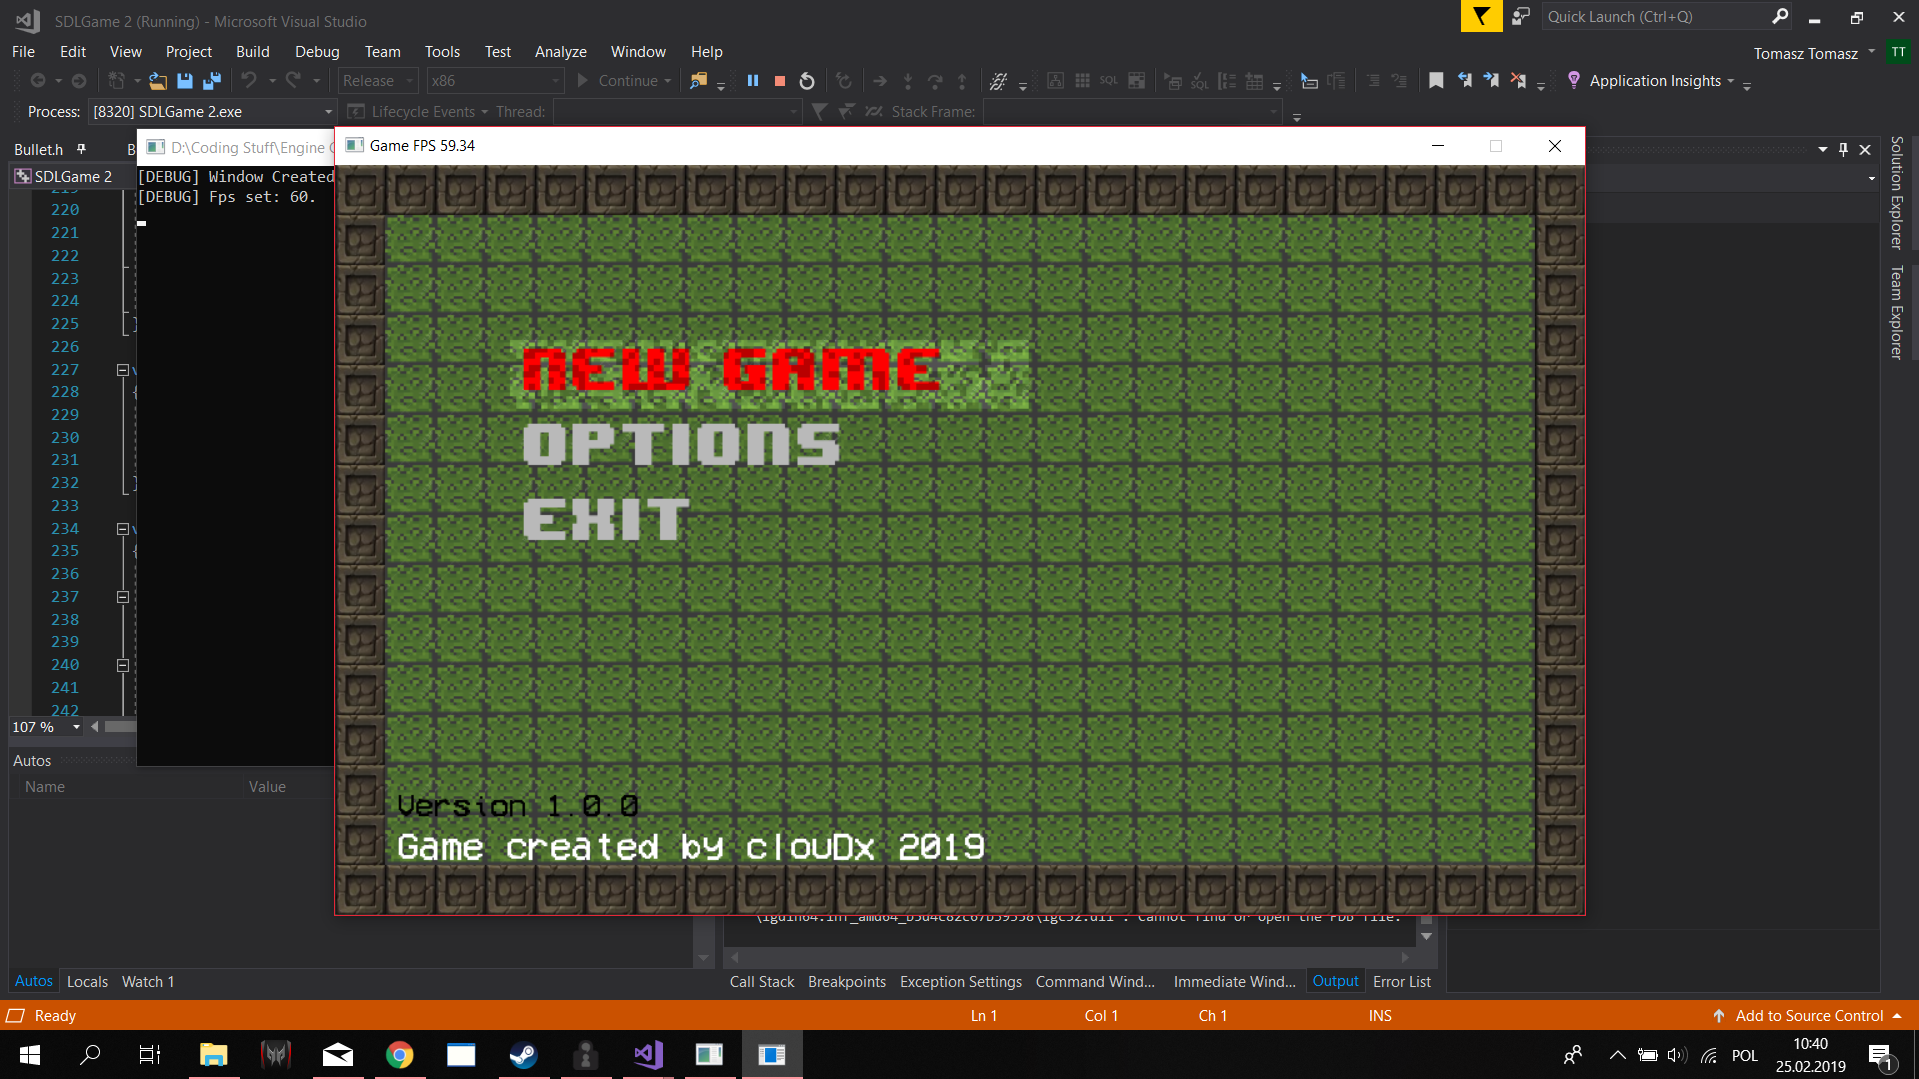 SDLGame 2 (Running) - Microsoft Visual Studio
Quick Launch (Ctrl+Q)
File Edit View Project Build Debug Team Tools Test Analyze Window Help
Tomasz Tomasz TT
Release x86 Continue SQL Application Insights
Process: [8320] SDLGame 2.exe Lifecycle Events Thread: Stack Frame:
Bullet.h B
D:\Coding Stuff\Engine
Game FPS 59.34
SDLGame 2
[DEBUG] Window Created
[DEBUG] Fps set: 60.
Solution Explorer
Team Explorer
219
220
221
222
223
224
225
226
227
228
229
230
231
232
233
234
235
236
237
238
239
240
241
242
NEW GAME
OPTIONS
EXIT
Version 1.0.0
Game created by clouDx 2019
107 %
Autos
Name Value
. Cannot find or open the PDB file.
Autos Locals Watch 1
Call Stack Breakpoints Exception Settings Command Wind... Immediate Wind... Output Error List
Ready Ln 1 Col 1 Ch 1 INS Add to Source Control
POL
10:40
25.02.2019
1